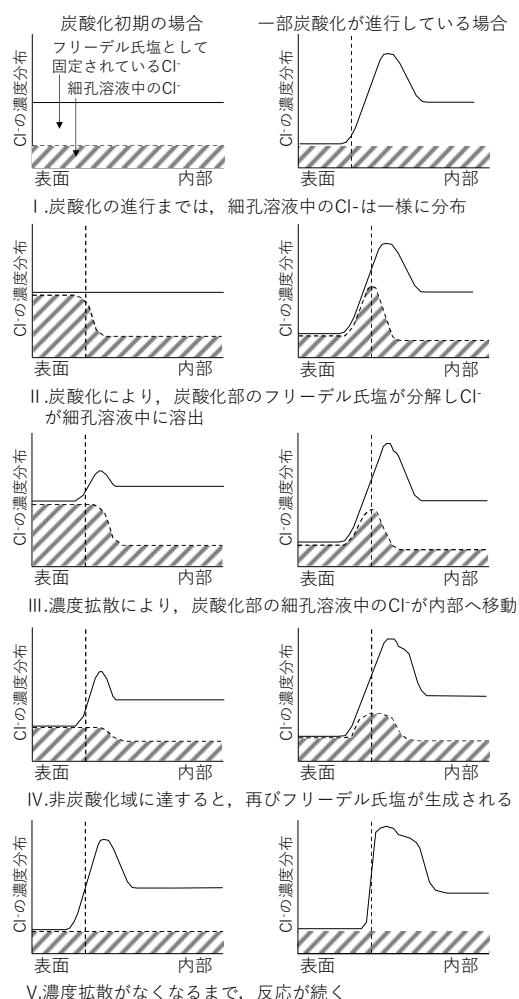 炭酸化初期の場合
一部炭酸化が進行している場合
フリーデル氏塩として
固定されているCl-
細孔溶液中のCl-
Cl-の濃度分布
Cl-の濃度分布
表面 内部
表面 内部
Ⅰ.炭酸化の進行までは，細孔溶液中のCl-は一様に分布
Cl-の濃度分布
Cl-の濃度分布
表面 内部
表面 内部
Ⅱ.炭酸化により，炭酸化部のフリーデル氏塩が分解しCl-
が細孔溶液中に溶出
Cl-の濃度分布
Cl-の濃度分布
表面 内部
表面 内部
Ⅲ.濃度拡散により，炭酸化部の細孔溶液中のCl-が内部へ移動
Cl-の濃度分布
Cl-の濃度分布
表面 内部
表面 内部
Ⅳ.非炭酸化域に達すると，再びフリーデル氏塩が生成される
Cl-の濃度分布
Cl-の濃度分布
表面 内部
表面 内部
Ⅴ.濃度拡散がなくなるまで，反応が続く